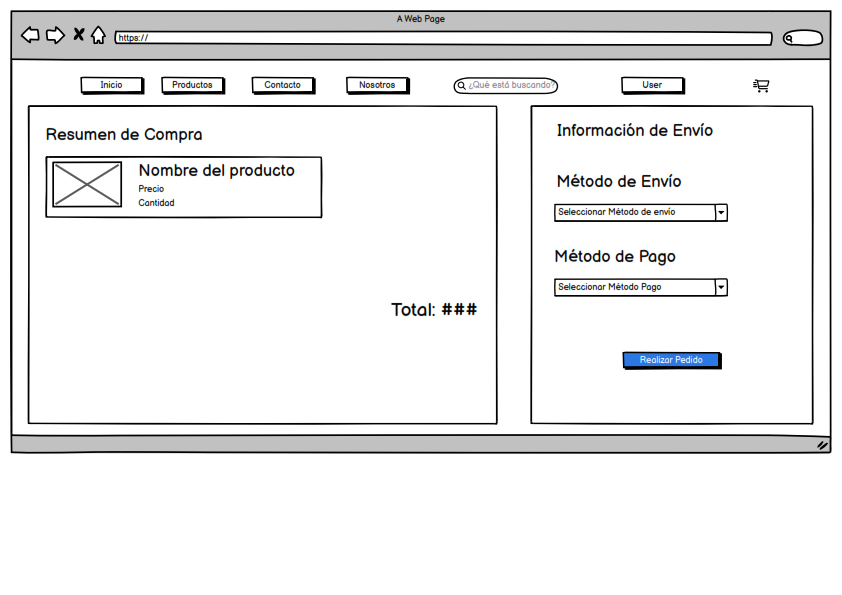 A Web Page
https://
Inicio
Productos
Contacto
Nosotros
¿Qué está buscando?
User
Resumen de Compra
Nombre del producto
Precio
Cantidad
Total: ###
Información de Envío
Método de Envío
Seleccionar Método de envío
Método de Pago
Seleccionar Método Pago
Realizar Pedido